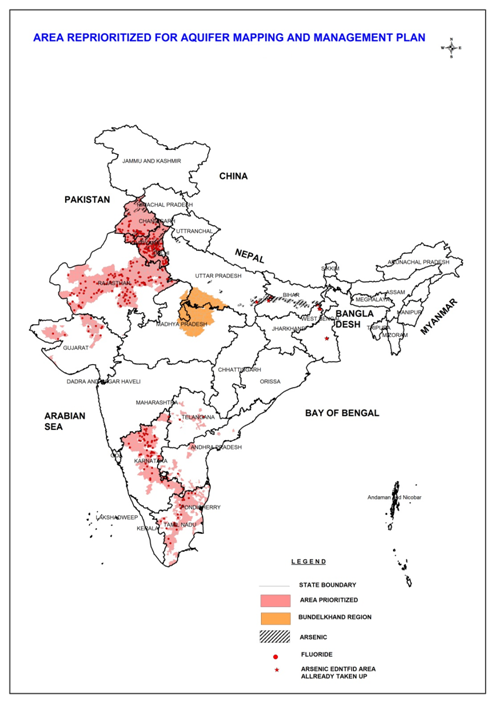 AREA REPRIORITIZED FOR AQUIFER MAPPING AND MANAGEMENT PLAN
N
W E
S
JAMMU AND KASHMIR
CHINA
PAKISTAN
HIMACHAL PRADESH
CHANDIGARH
UTTRANCHAL
NEPAL
SIKKIM
ARUNACHAL PRADESH
UTTAR PRADESH
RAJASTHAN
BIHAR
ASSAM
MEGHALAYA
MANIPUR
MYANMAR
WEST BENGAL
BANGLA
DESH
TRIPURA
MIZORAM
MADHYA PRADESH
JHARKHAND
GUJARAT
CHHATTISGARH
ORISSA
DADRA AND NAGAR HAVELI
MAHARASHTRA
ARABIAN
SEA
BAY OF BENGAL
TELANGANA
ANDHRA PRADESH
GOA
KARNATAKA
Andaman and Nicobar
PONDICHERRY
LAKSHADWEEP
KERALA
TAMIL NADU
LEGEND
STATE BOUNDARY
AREA PRIORITIZED
BUNDELKHAND REGION
ARSENIC
FLUORIDE
ARSENIC EDNTFID AREA
ALLREADY TAKEN UP